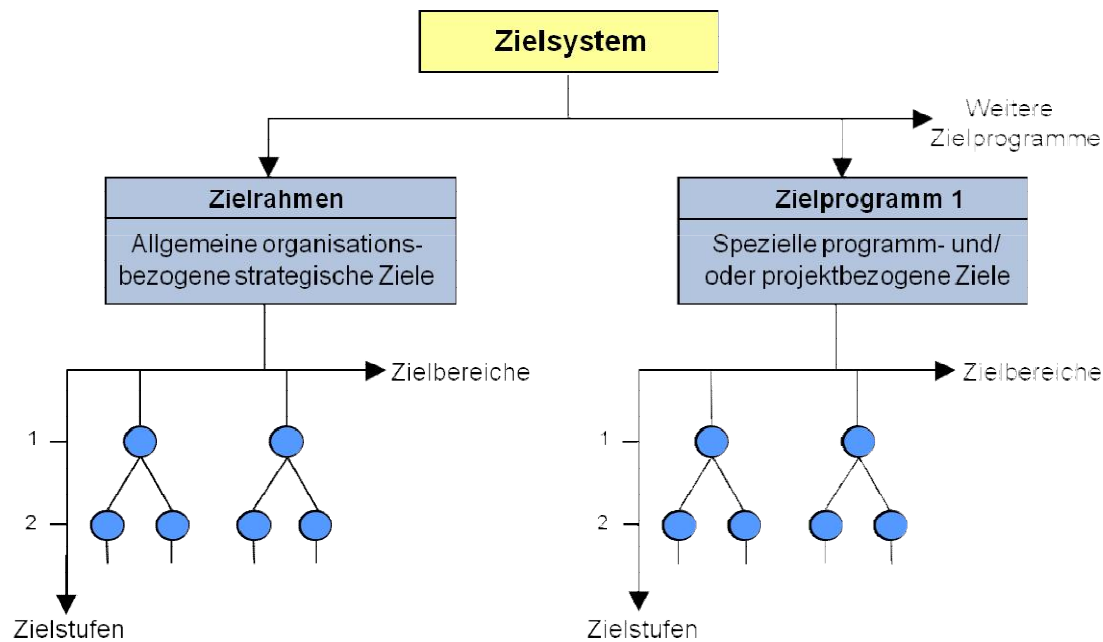 Zielsystem
Weitere
Zielprogramme
Zielrahmen
Allgemeine organisations-
bezogene strategische Ziele
Zielprogramm 1
Spezielle programm- und/
oder projektbezogene Ziele
Zielbereiche
Zielbereiche
1
1
2
2
Zielstufen
Zielstufen